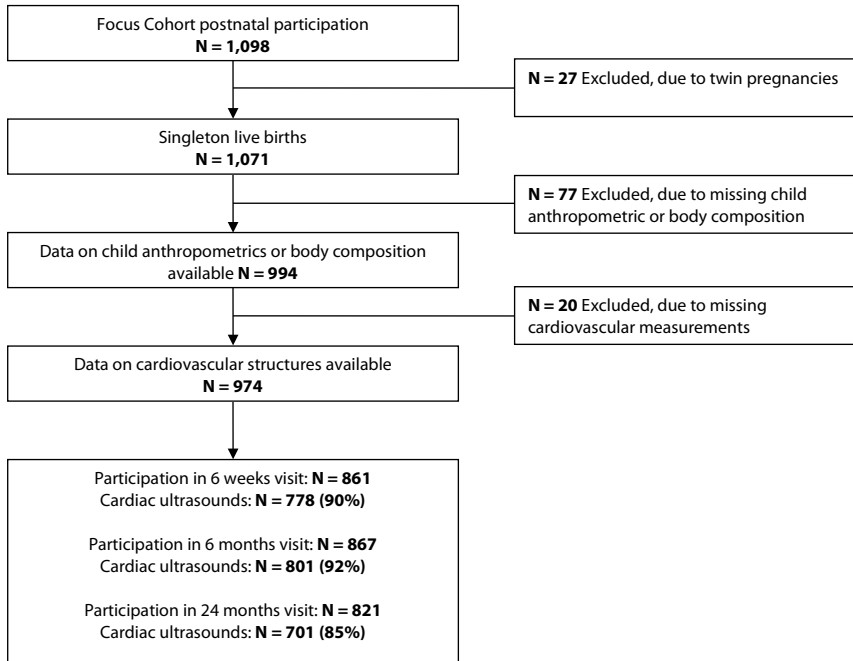 Focus Cohort postnatal participation
N = 1,098
N = 27 Excluded, due to twin pregnancies
Singleton live births
N = 1,071
N = 77 Excluded, due to missing child
anthropometric or body composition
Data on child anthropometrics or body composition
available N = 994
N = 20 Excluded, due to missing
cardiovascular measurements
Data on cardiovascular structures available
N = 974
Participation in 6 weeks visit: N = 861
Cardiac ultrasounds: N = 778 (90%)
Participation in 6 months visit: N = 867
Cardiac ultrasounds: N = 801 (92%)
Participation in 24 months visit: N = 821
Cardiac ultrasounds: N = 701 (85%)